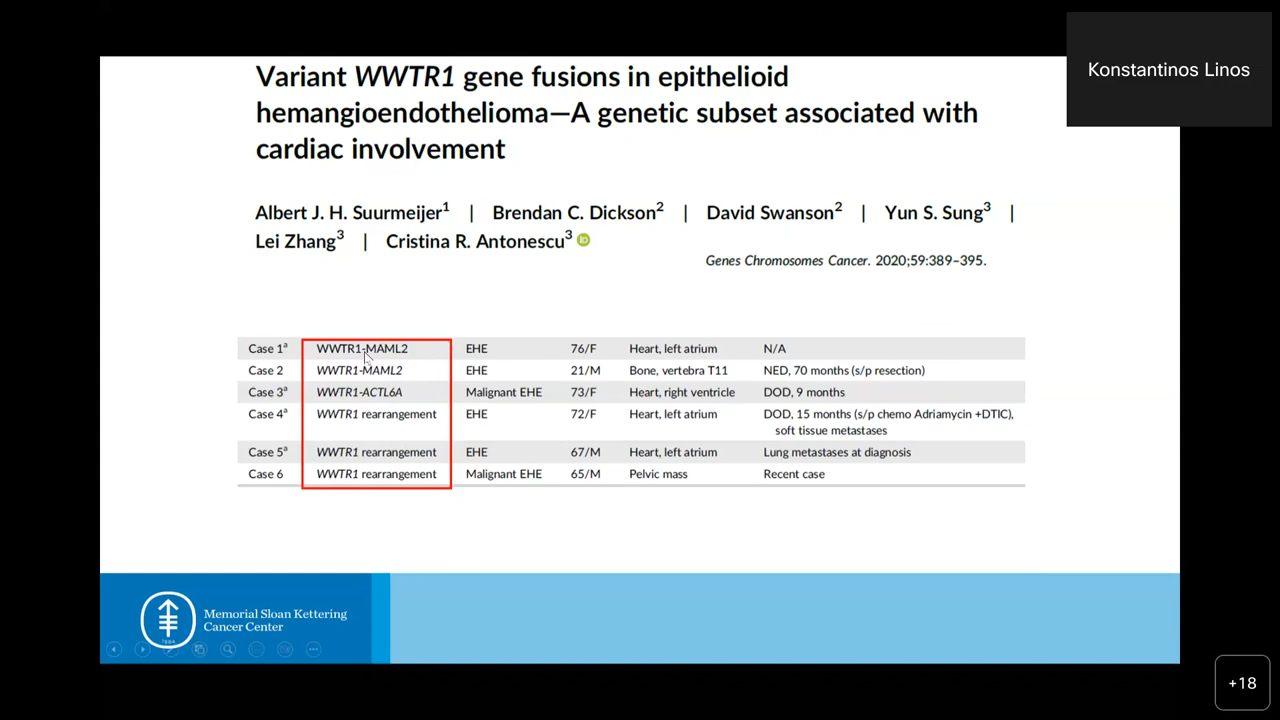 Konstantinos Linos
Variant WWTR1 gene fusions in epithelioid
hemangioendothelioma—A genetic subset associated with
cardiac involvement
Albert J. H. Suurmeijer1 | Brendan C. Dickson2 | David Swanson2 | Yun S. Sung3 |
Lei Zhang3 | Cristina R. Antonescu3 iD
Genes Chromosomes Cancer. 2020;59:389–395.
Case 1a WWTR1-MAML2 EHE 76/F Heart, left atrium N/A
Case 2 WWTR1-MAML2 EHE 21/M Bone, vertebra T11 NED, 70 months (s/p resection)
Case 3a WWTR1-ACTL6A Malignant EHE 73/F Heart, right ventricle DOD, 9 months
Case 4a WWTR1 rearrangement EHE 72/F Heart, left atrium DOD, 15 months (s/p chemo Adriamycin +DTIC),
soft tissue metastases
Case 5a WWTR1 rearrangement EHE 67/M Heart, left atrium Lung metastases at diagnosis
Case 6 WWTR1 rearrangement Malignant EHE 65/M Pelvic mass Recent case
Memorial Sloan Kettering
Cancer Center
1884
+18